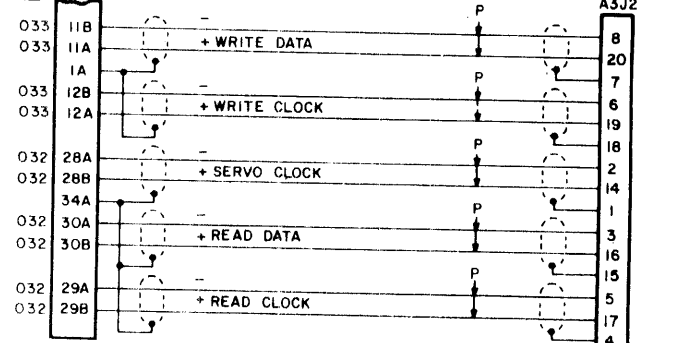 A3J2
P
033 11B − 8
033 11A + WRITE DATA 20
1A 7
P
033 12B − 6
033 12A + WRITE CLOCK 19
18
P
032 28A − 2
032 28B + SERVO CLOCK 14
34A 1
P
032 30A − 3
032 30B + READ DATA 16
15
P
032 29A − 5
032 29B + READ CLOCK 17
4